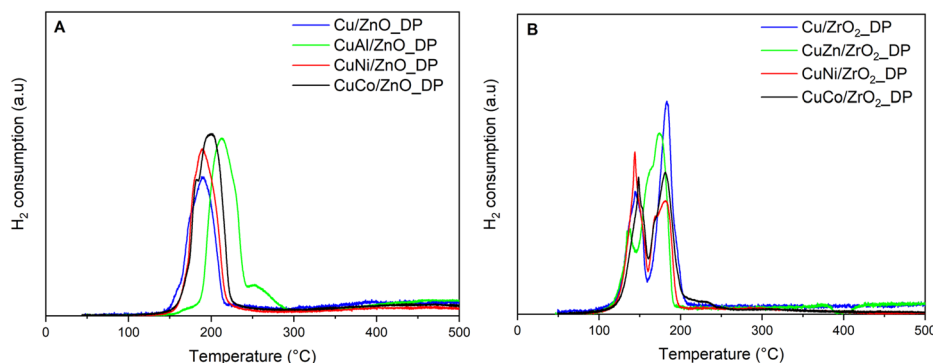 A
Cu/ZnO_DP
CuAl/ZnO_DP
CuNi/ZnO_DP
CuCo/ZnO_DP
H₂ consumption (a.u)
0 100 200 300 400 500
Temperature (°C)
B
Cu/ZrO₂_DP
CuZn/ZrO₂_DP
CuNi/ZrO₂_DP
CuCo/ZrO₂_DP
H₂ consumption (a.u)
0 100 200 300 400 500
Temperature (°C)